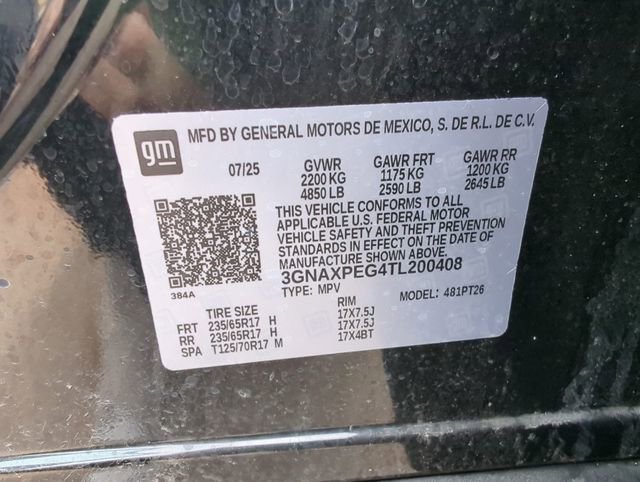 gm
MFD BY GENERAL MOTORS DE MEXICO, S. DE R.L. DE C.V.
07/25 GVWR GAWR FRT GAWR RR
2200 KG 1175 KG 1200 KG
4850 LB 2590 LB 2645 LB
THIS VEHICLE CONFORMS TO ALL
APPLICABLE U.S. FEDERAL MOTOR
VEHICLE SAFETY AND THEFT PREVENTION
STANDARDS IN EFFECT ON THE DATE OF
MANUFACTURE SHOWN ABOVE.
3GNAXPEG4TL200408
384A
TYPE: MPV MODEL: 481PT26
TIRE SIZE RIM
FRT 235/65R17 H 17X7.5J
RR 235/65R17 H 17X7.5J
SPA T125/70R17 M 17X4BT